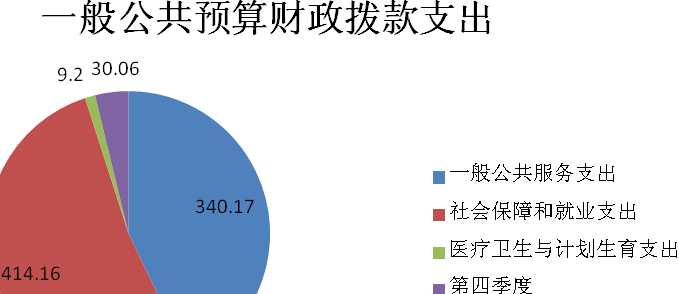 一般公共预算财政拨款支出
9.2
30.06
340.17
414.16
一般公共服务支出
社会保障和就业支出
医疗卫生与计划生育支出
第四季度